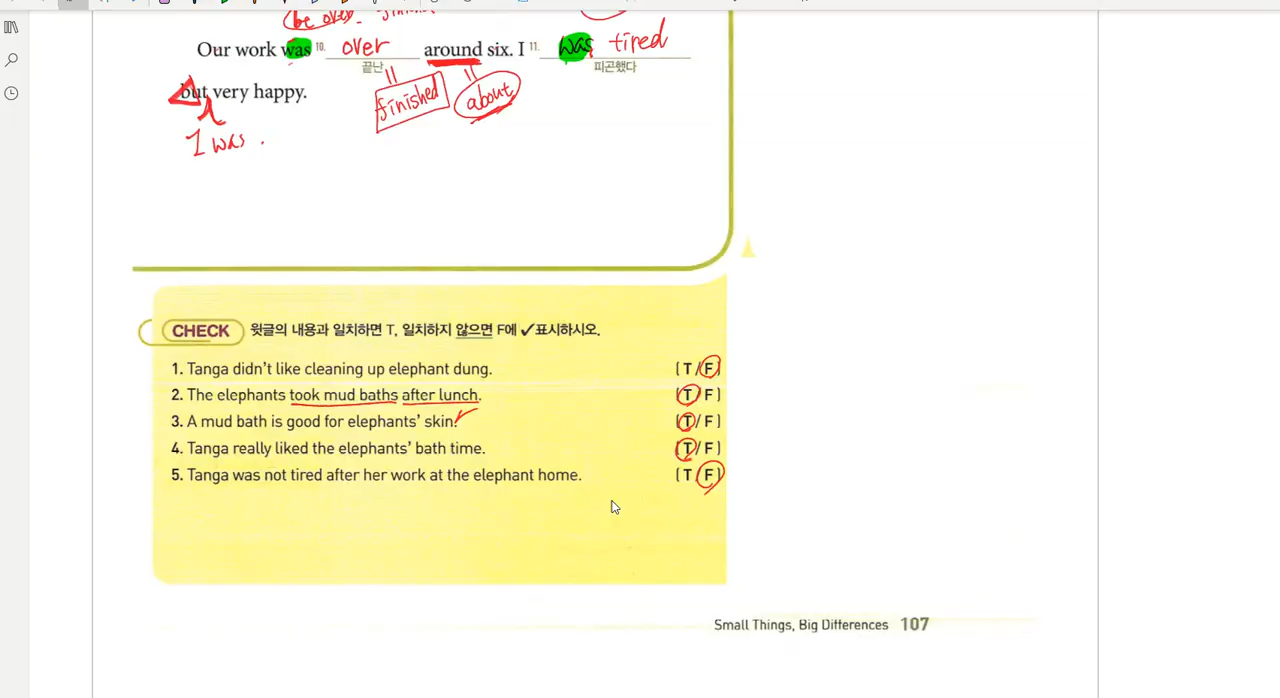 be over
Our work was 10. over around six. I 11. was tired
끝난 피곤했다
but very happy.
finished about
I was
CHECK 윗글의 내용과 일치하면 T, 일치하지 않으면 F에 ✓표시하시오.
1. Tanga didn't like cleaning up elephant dung. [ T / F ]
2. The elephants took mud baths after lunch. [ T / F ]
3. A mud bath is good for elephants' skin. [ T / F ]
4. Tanga really liked the elephants' bath time. [ T / F ]
5. Tanga was not tired after her work at the elephant home. [ T / F ]
Small Things, Big Differences 107